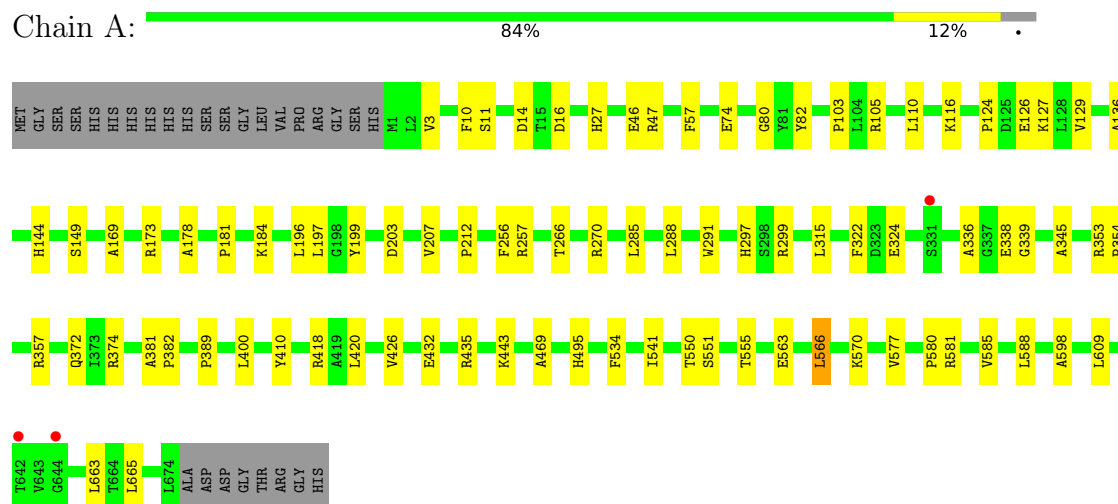 Chain A:
84% 12% •
MET GLY SER SER HIS HIS HIS HIS HIS HIS SER SER GLY LEU VAL PRO ARG GLY SER HIS M1 L2 V3 F10 S11 D14 T15 D16 H27 E46 R47 F57 E74 G80 Y81 Y82 P103 L104 R105 L110 K116 P124 D125 E126 K127 L128 V129 A136
H144 S149 A169 R173 A178 P181 K184 L196 L197 G198 Y199 D203 V207 P212 F256 R257 T266 R270 L285 L288 W291 H297 S298 R299 L315 F322 D323 E324 S331 A336 G337 E338 G339 A345 R353 P354
R357 Q372 I373 R374 A381 P382 P389 L400 Y410 R418 A419 L420 V426 E432 R435 K443 A469 H495 F534 I541 T550 S551 T555 E563 L566 K570 V577 P580 R581 V585 L588 A598 L609
T642 V643 G644 L663 T664 L665 L674 ALA ASP ASP GLY THR ARG GLY HIS